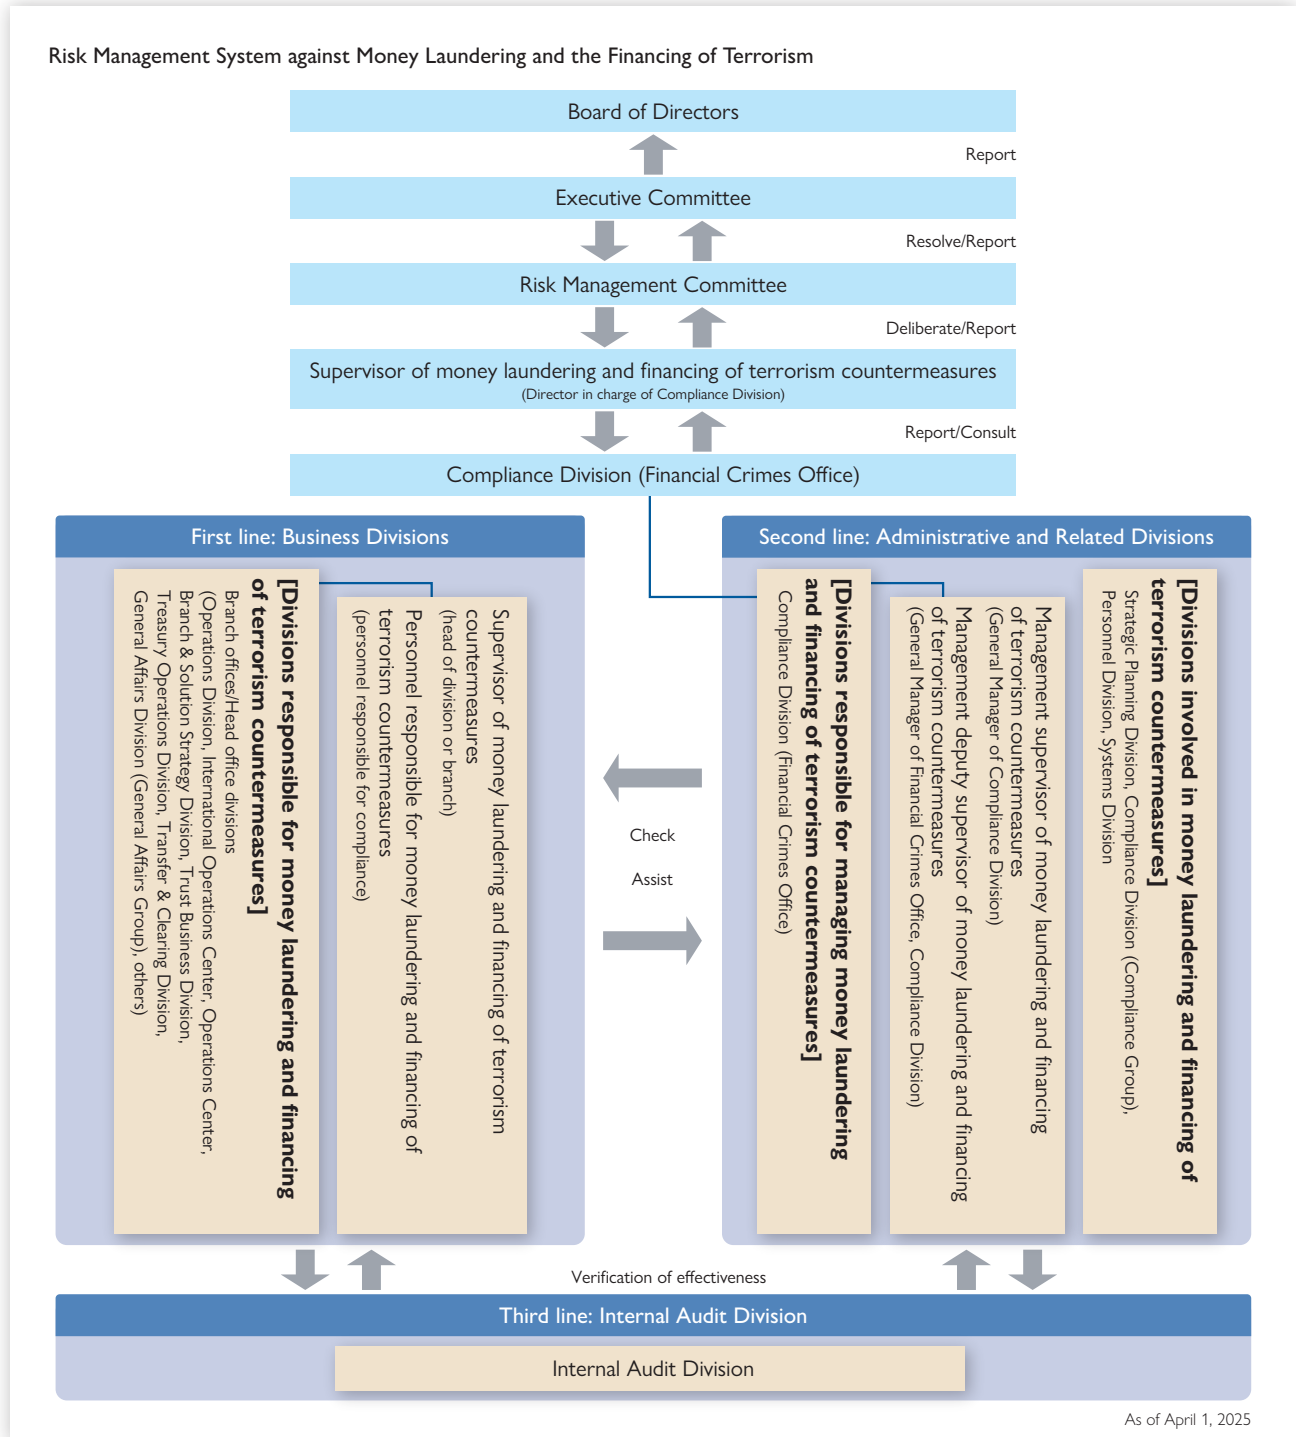 Risk Management System against Money Laundering and the Financing of Terrorism
Board of Directors
Report
Executive Committee
Resolve/Report
Risk Management Committee
Deliberate/Report
Supervisor of money laundering and financing of terrorism countermeasures
(Director in charge of Compliance Division)
Report/Consult
Compliance Division (Financial Crimes Office)
First line: Business Divisions
[Divisions responsible for money laundering and financing
of terrorism countermeasures]
Branch offices/Head office divisions
(Operations Division, International Operations Center, Operations Center,
Branch & Solution Strategy Division, Trust Business Division,
Treasury Operations Division, Transfer & Clearing Division,
General Affairs Division (General Affairs Group), others)
Supervisor of money laundering and financing of terrorism
countermeasures
(head of division or branch)
Personnel responsible for money laundering and financing of
terrorism countermeasures
(personnel responsible for compliance)
Check
Assist
Second line: Administrative and Related Divisions
[Divisions responsible for managing money laundering
and financing of terrorism countermeasures]
Compliance Division (Financial Crimes Office)
Management supervisor of money laundering and financing
of terrorism countermeasures
(General Manager of Compliance Division)
Management deputy supervisor of money laundering and financing
of terrorism countermeasures
(General Manager of Financial Crimes Office, Compliance Division)
[Divisions involved in money laundering and financing of
terrorism countermeasures]
Strategic Planning Division, Compliance Division (Compliance Group),
Personnel Division, Systems Division
Verification of effectiveness
Third line: Internal Audit Division
Internal Audit Division
As of April 1, 2025